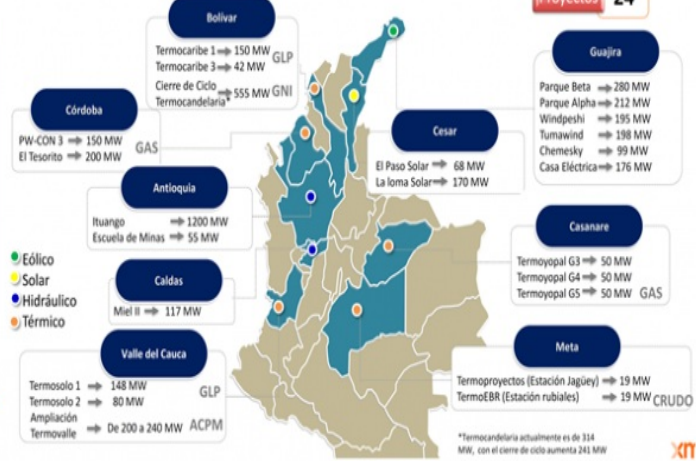 Proyectos 24
Bolívar
Termocaribe 1 150 MW
Termocaribe 3 42 MW
GLP
Cierre de Ciclo
Termocandelaria* 555 MW
GNI
Guajira
Parque Beta 280 MW
Parque Alpha 212 MW
Windpeshi 195 MW
Tumawind 198 MW
Chemesky 99 MW
Casa Eléctrica 176 MW
Córdoba
PW-CON 3 150 MW
El Tesorito 200 MW
GAS
Cesar
El Paso Solar 68 MW
La loma Solar 170 MW
Antioquia
Ituango 1200 MW
Escuela de Minas 55 MW
Casanare
Termoyopal G3 50 MW
Termoyopal G4 50 MW
Termoyopal G5 50 MW
GAS
Eólico
Solar
Hidráulico
Térmico
Caldas
Miel II 117 MW
Valle del Cauca
Termosolo 1 148 MW
Termosolo 2 80 MW
GLP
Ampliación
Termovalle De 200 a 240 MW
ACPM
Meta
Termoproyectos (Estación Jagüey) 19 MW
TermoEBR (Estación rubiales) 19 MW
CRUDO
*Termocandelaria actualmente es de 314
MW, con el cierre de ciclo aumenta 241 MW